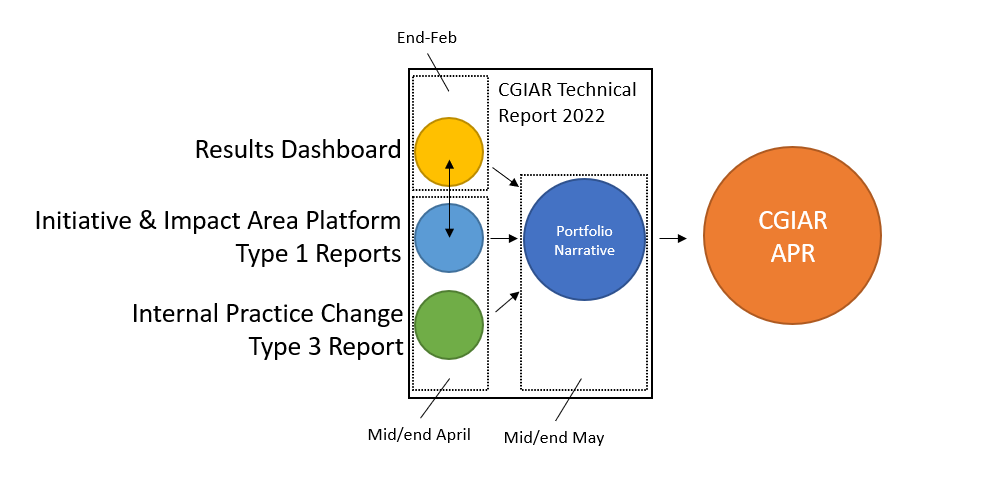 End-Feb
CGIAR Technical
Report 2022
Results Dashboard
Initiative & Impact Area Platform
Type 1 Reports
Internal Practice Change
Type 3 Report
Portfolio
Narrative
CGIAR
APR
Mid/end April
Mid/end May